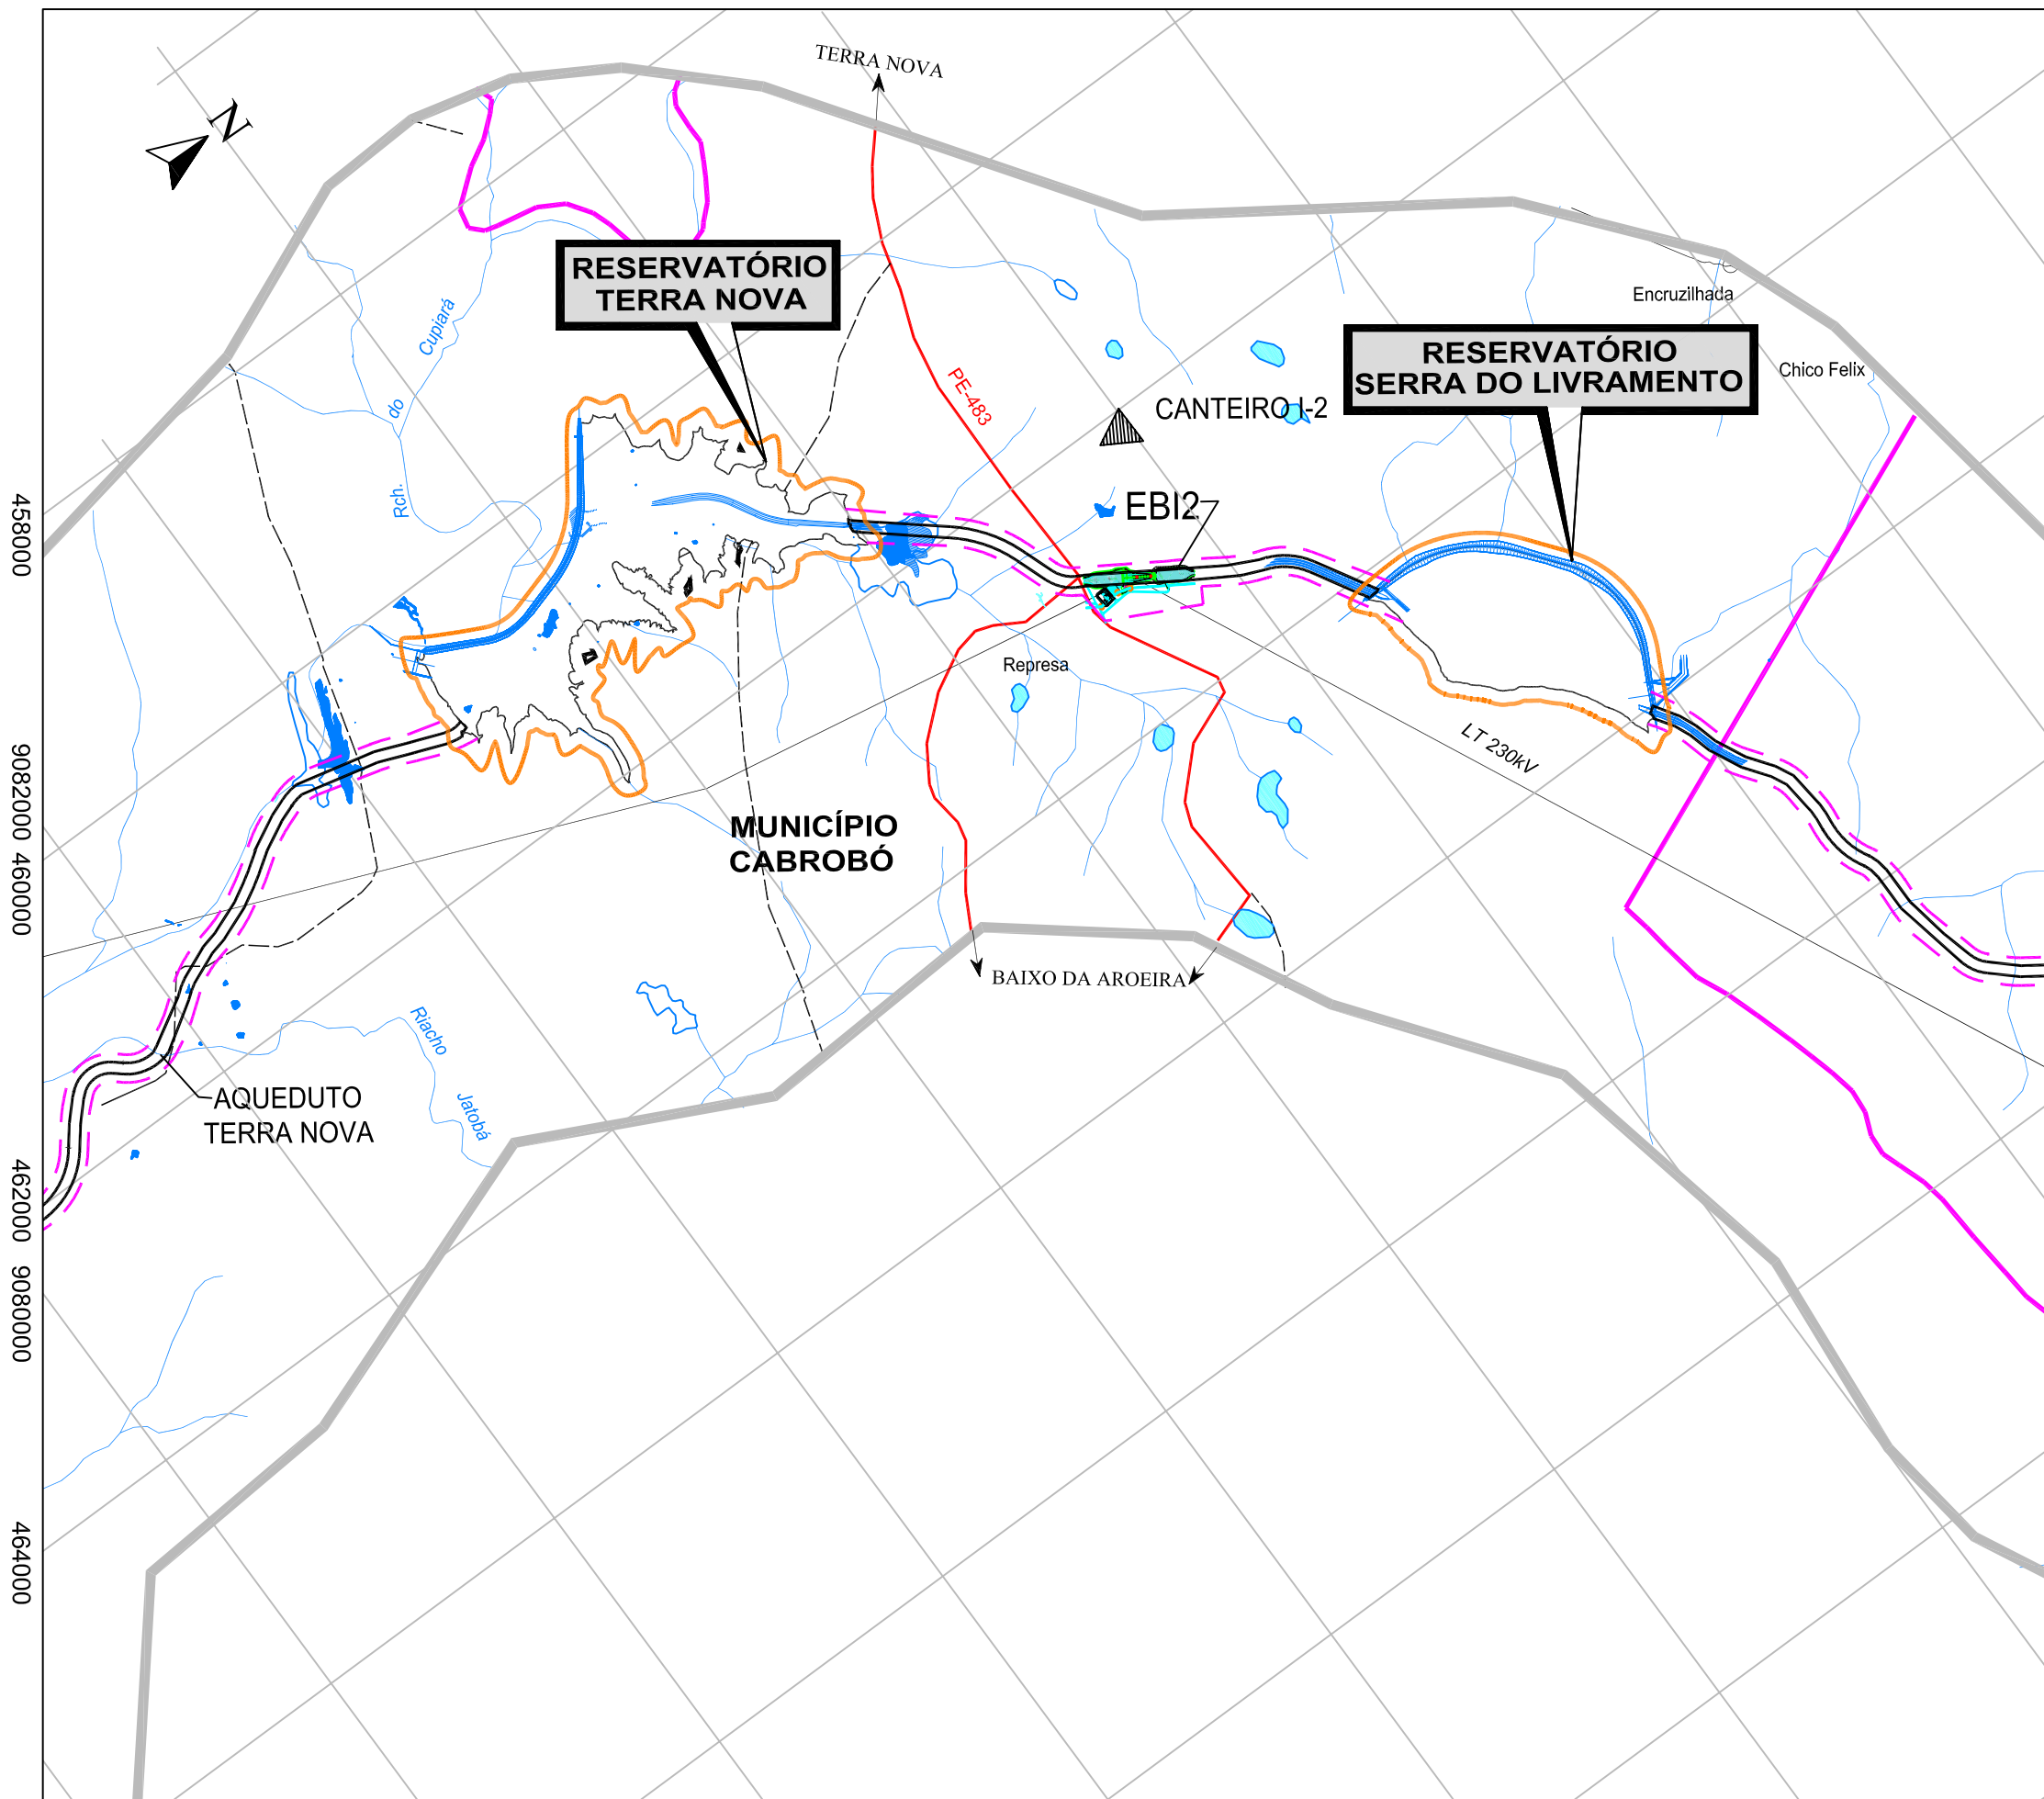 TERRA NOVA
N
RESERVATÓRIO
TERRA NOVA
Encruzilhada
RESERVATÓRIO
SERRA DO LIVRAMENTO
Chico Felix
Cupiará
do
Rch.
PE-483
CANTEIRO I-2
EBI2
458000
Represa
LT 230kV
9082000
460000
MUNICÍPIO
CABROBÓ
BAIXO DA AROEIRA
Riacho
Jatobá
AQUEDUTO
TERRA NOVA
462000
9080000
464000